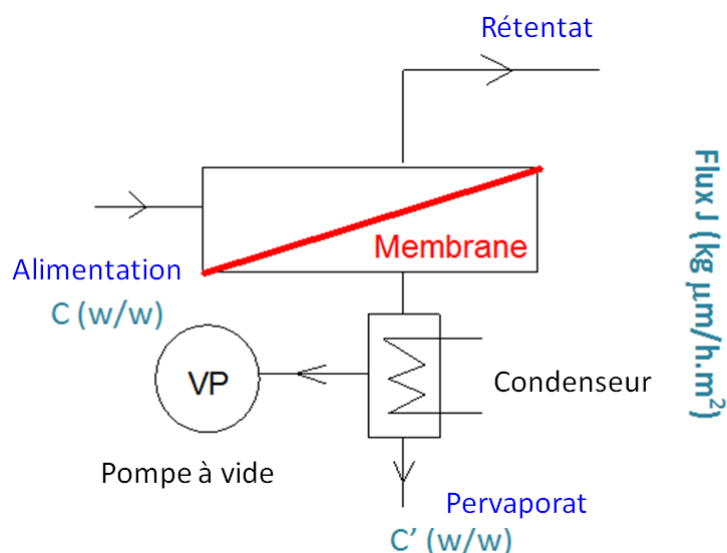 Rétentat
Membrane
Alimentation
C (w/w)
VP
Condenseur
Pompe à vide
Pervaporat
C’ (w/w)
Flux J (kg μm/h.m²)